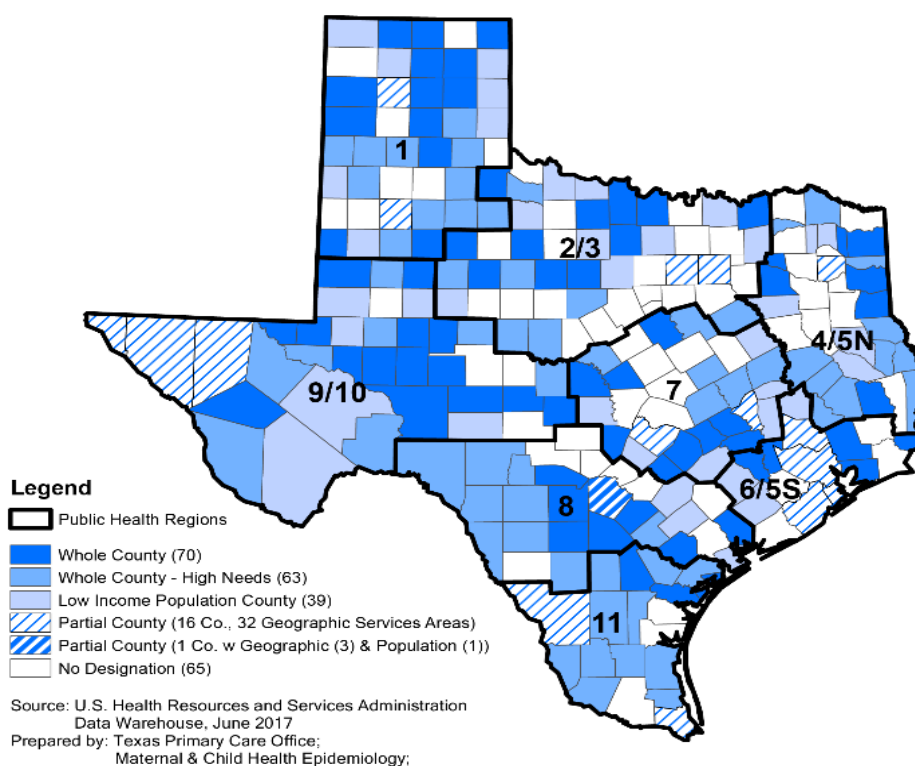 1
2/3
4/5N
9/10
7
6/5S
8
11
Legend
Public Health Regions
Whole County (70)
Whole County - High Needs (63)
Low Income Population County (39)
Partial County (16 Co., 32 Geographic Services Areas)
Partial County (1 Co. w Geographic (3) & Population (1))
No Designation (65)
Source: U.S. Health Resources and Services Administration
Data Warehouse, June 2017
Prepared by: Texas Primary Care Office;
Maternal & Child Health Epidemiology;